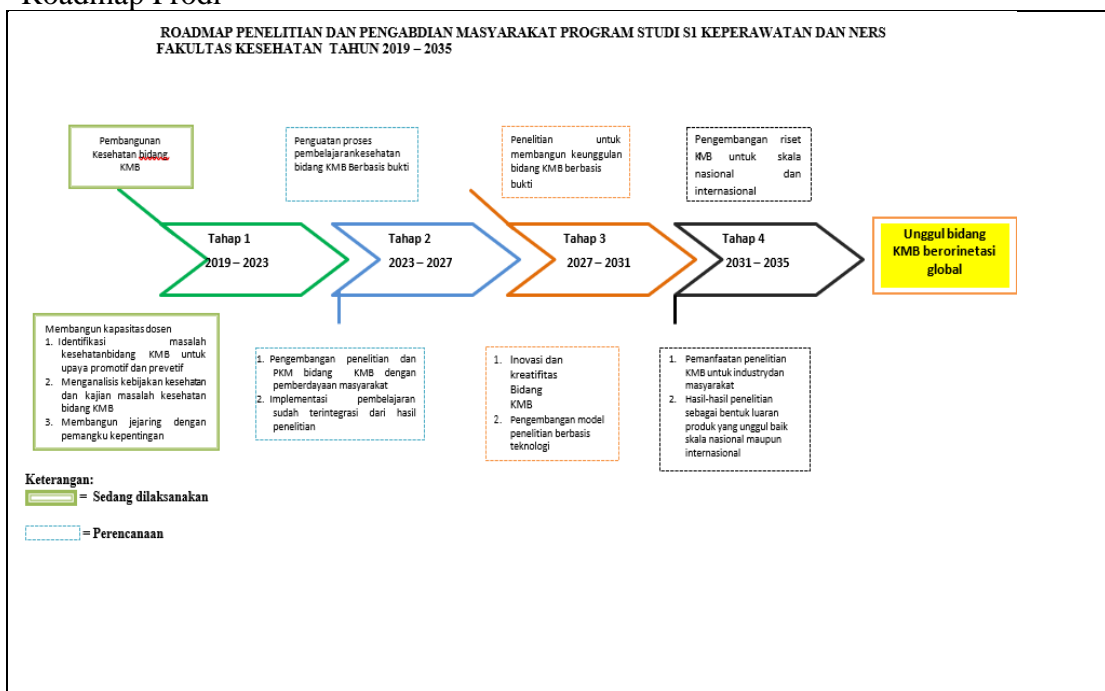 Roadmap Prodi
ROADMAP PENELITIAN DAN PENGABDIAN MASYARAKAT PROGRAM STUDI S1 KEPERAWATAN DAN NERS
FAKULTAS KESEHATAN TAHUN 2019 – 2035
Pembangunan
Kesehatan bidang
KMB
Penguatan proses
pembelajarankesehatan
bidang KMB Berbasis bukti
Penelitian untuk
membangun keunggulan
bidang KMB berbasis
bukti
Pengembangan riset
KMB untuk skala
nasional dan
internasional
Tahap 1
2019 – 2023
Tahap 2
2023 – 2027
Tahap 3
2027 – 2031
Tahap 4
2031 – 2035
Unggul bidang
KMB berorinetasi
global
Membangun kapasitas dosen
1. Identifikasi masalah
kesehatanbidang KMB untuk
upaya promotif dan prevetif
2. Menganalisis kebijakan kesehatan
dan kajian masalah kesehatan
bidang KMB
3. Membangun jejaring dengan
pemangku kepentingan
1. Pengembangan penelitian dan
PKM bidang KMB dengan
pemberdayaan masyarakat
2. Implementasi pembelajaran
sudah terintegrasi dari hasil
penelitian
1. Inovasi dan
kreatifitas
Bidang
KMB
2. Pengembangan model
penelitian berbasis
teknologi
1. Pemanfaatan penelitian
KMB untuk industrydan
masyarakat
2. Hasil-hasil penelitian
sebagai bentuk luaran
produk yang unggul baik
skala nasional maupun
internasional
Keterangan:
= Sedang dilaksanakan
= Perencanaan